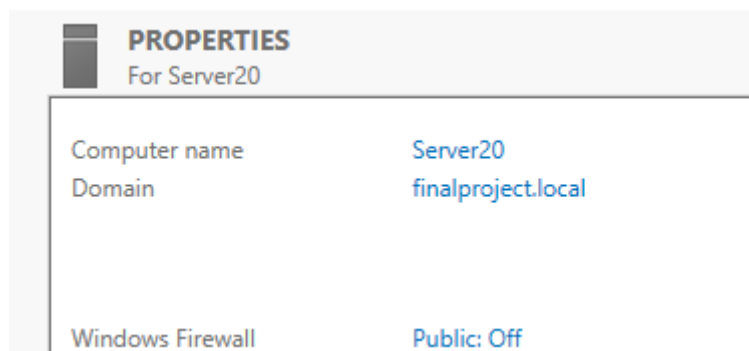 PROPERTIES
For Server20
Computer name Server20
Domain finalproject.local
Windows Firewall Public: Off